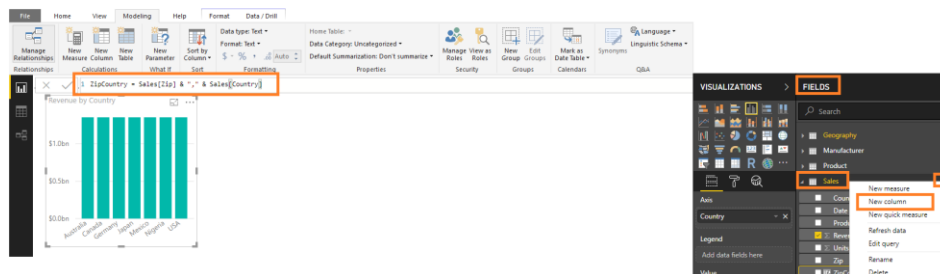 File Home View Modeling Help Format Data / Drill
Manage Relationships
New Measure
New Column
New Table
New Parameter
Sort by Column
Data type: Text
Format: Text
$ % , Auto
Home Table:
Data Category: Uncategorized
Default Summarization: Don't summarize
Manage Roles
View as Roles
New Group
Edit Groups
Mark as Date Table
Synonyms
Language
Linguistic Schema
Relationships Calculations What If Sort Formatting Properties Security Groups Calendars Q&A
1 ZipCountry = Sales[Zip] & "," & Sales[Country]
Revenue by Country
$1.0bn
$0.5bn
$0.0bn
Australia Canada Germany Japan Mexico Nigeria USA
VISUALIZATIONS
FIELDS
Search
Geography
Manufacturer
Product
Sales
Coun
Date
Produ
Reve
Units
Zip
ZipCo
New measure
New column
New quick measure
Refresh data
Edit query
Rename
Delete
R
Axis
Country
Legend
Add data fields here
Value